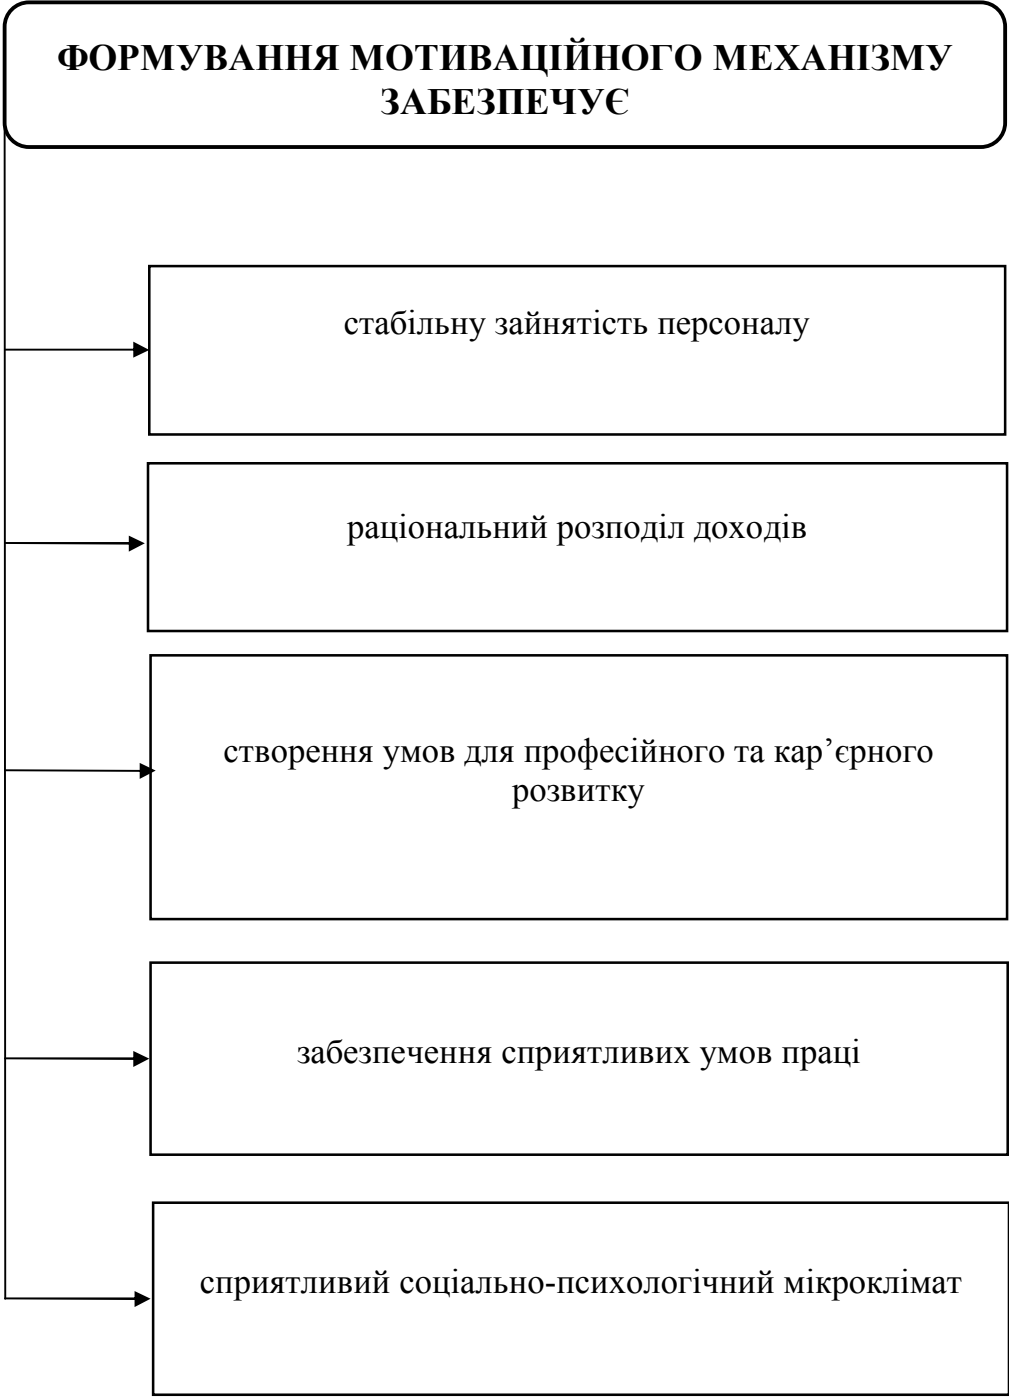 ФОРМУВАННЯ МОТИВАЦІЙНОГО МЕХАНІЗМУ
ЗАБЕЗПЕЧУЄ
стабільну зайнятість персоналу
раціональний розподіл доходів
створення умов для професійного та кар’єрного
розвитку
забезпечення сприятливих умов праці
сприятливий соціально-психологічний мікроклімат